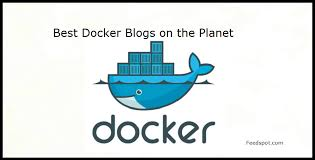 Best Docker Blogs on the Planet
docker
Feedspot.com